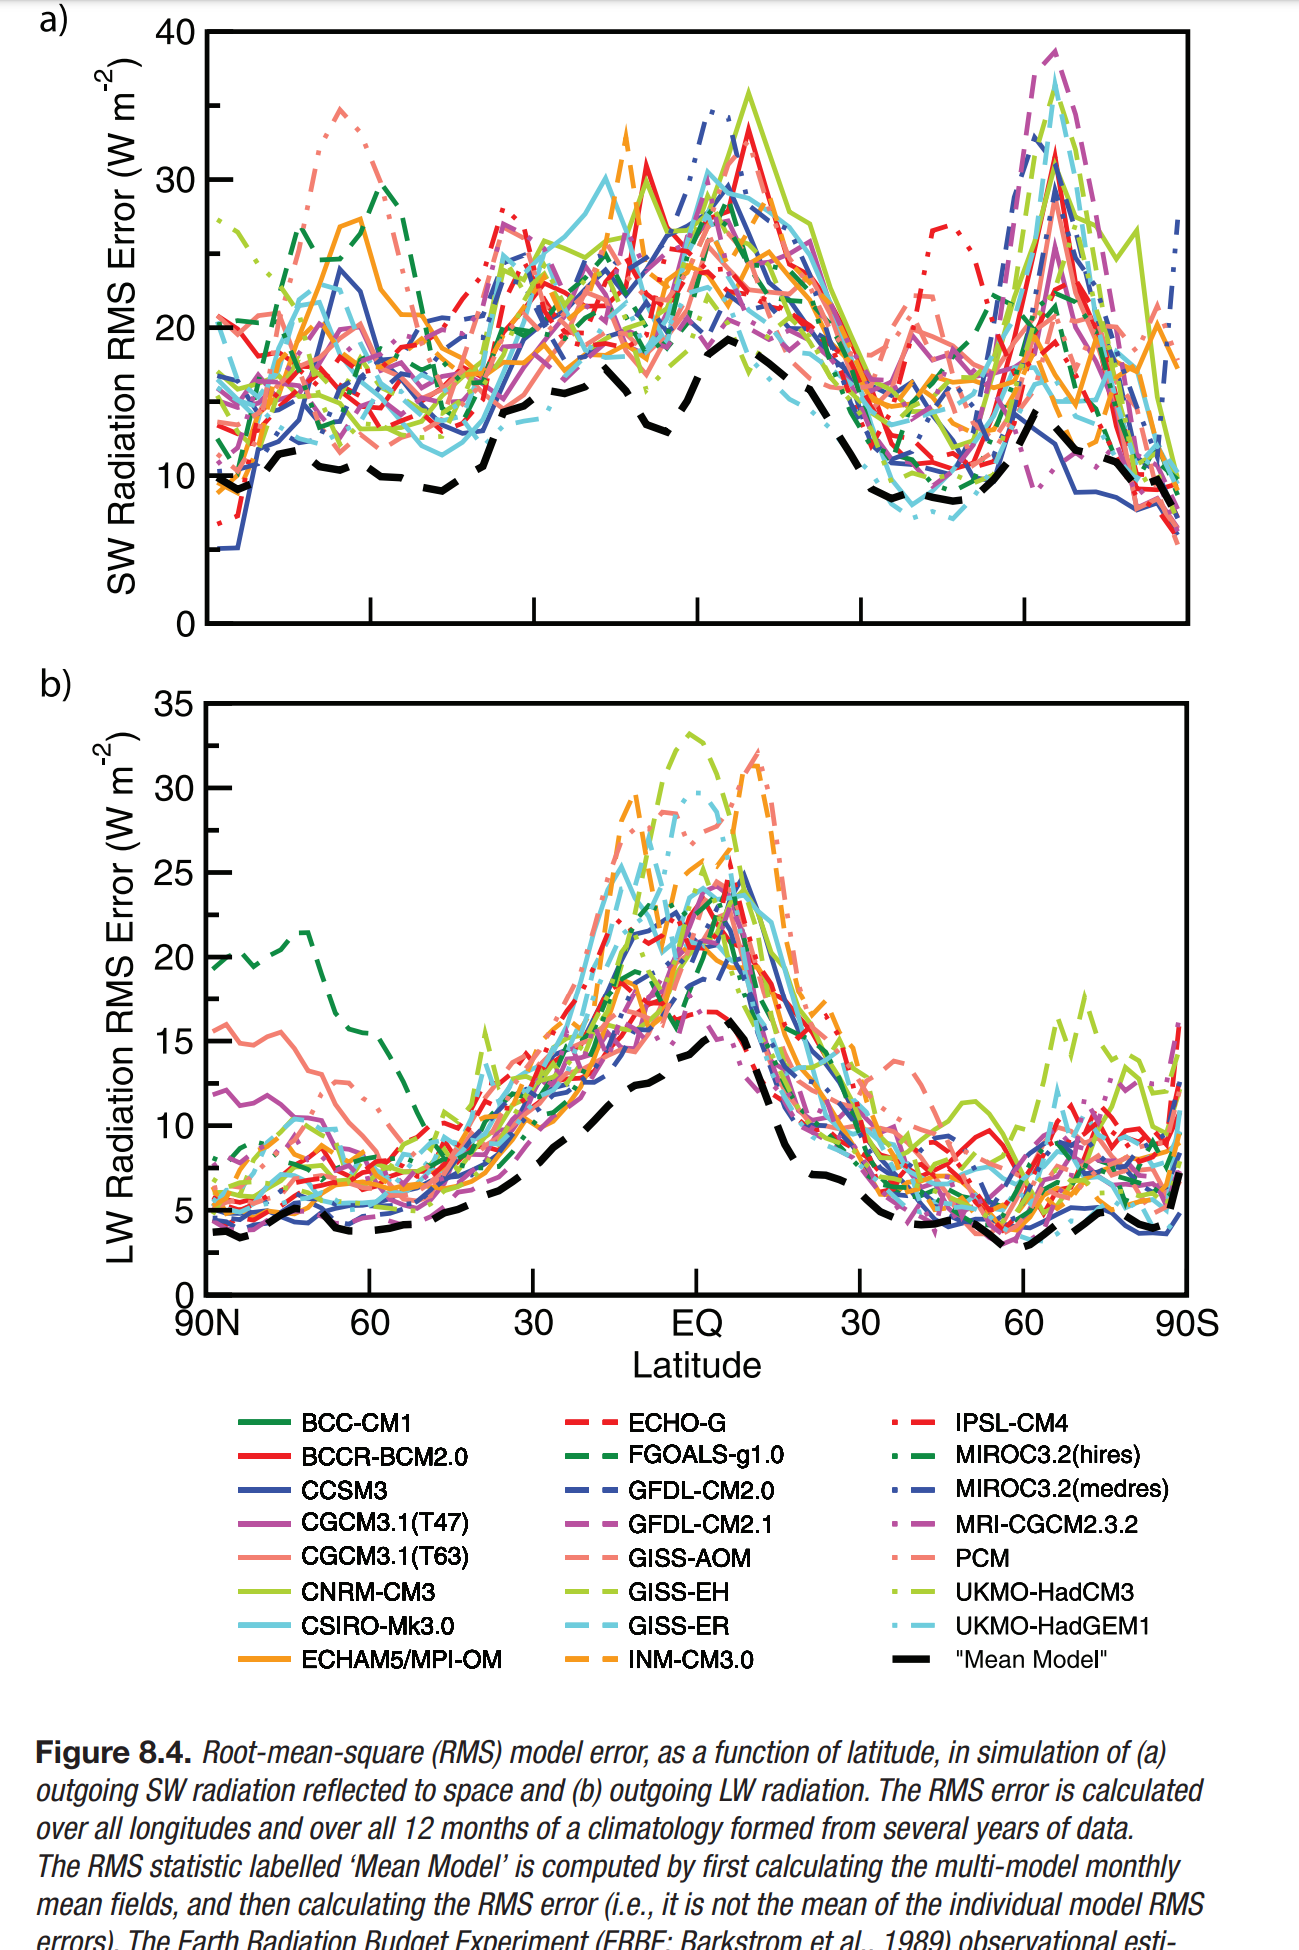 a)
40
30
20
10
0
SW Radiation RMS Error (W m-2)
b)
35
30
25
20
15
10
5
0
LW Radiation RMS Error (W m-2)
90N 60 30 EQ 30 60 90S
Latitude
BCC-CM1
BCCR-BCM2.0
CCSM3
CGCM3.1(T47)
CGCM3.1(T63)
CNRM-CM3
CSIRO-Mk3.0
ECHAM5/MPI-OM
ECHO-G
FGOALS-g1.0
GFDL-CM2.0
GFDL-CM2.1
GISS-AOM
GISS-EH
GISS-ER
INM-CM3.0
IPSL-CM4
MIROC3.2(hires)
MIROC3.2(medres)
MRI-CGCM2.3.2
PCM
UKMO-HadCM3
UKMO-HadGEM1
"Mean Model"
Figure 8.4. Root-mean-square (RMS) model error, as a function of latitude, in simulation of (a)
outgoing SW radiation reflected to space and (b) outgoing LW radiation. The RMS error is calculated
over all longitudes and over all 12 months of a climatology formed from several years of data.
The RMS statistic labelled ‘Mean Model’ is computed by first calculating the multi-model monthly
mean fields, and then calculating the RMS error (i.e., it is not the mean of the individual model RMS
errors). The Earth Radiation Budget Experiment (ERBE; Barkstrom et al., 1989) observational esti-